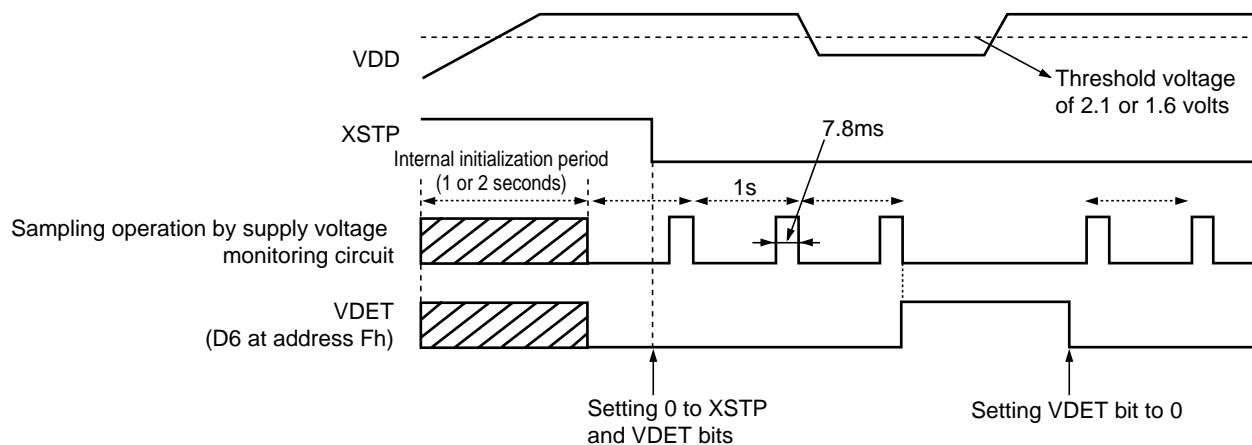 VDD
Threshold voltage
of 2.1 or 1.6 volts
XSTP
7.8ms
Internal initialization period
(1 or 2 seconds)
1s
Sampling operation by supply voltage
monitoring circuit
VDET
(D6 at address Fh)
Setting 0 to XSTP
and VDET bits
Setting VDET bit to 0